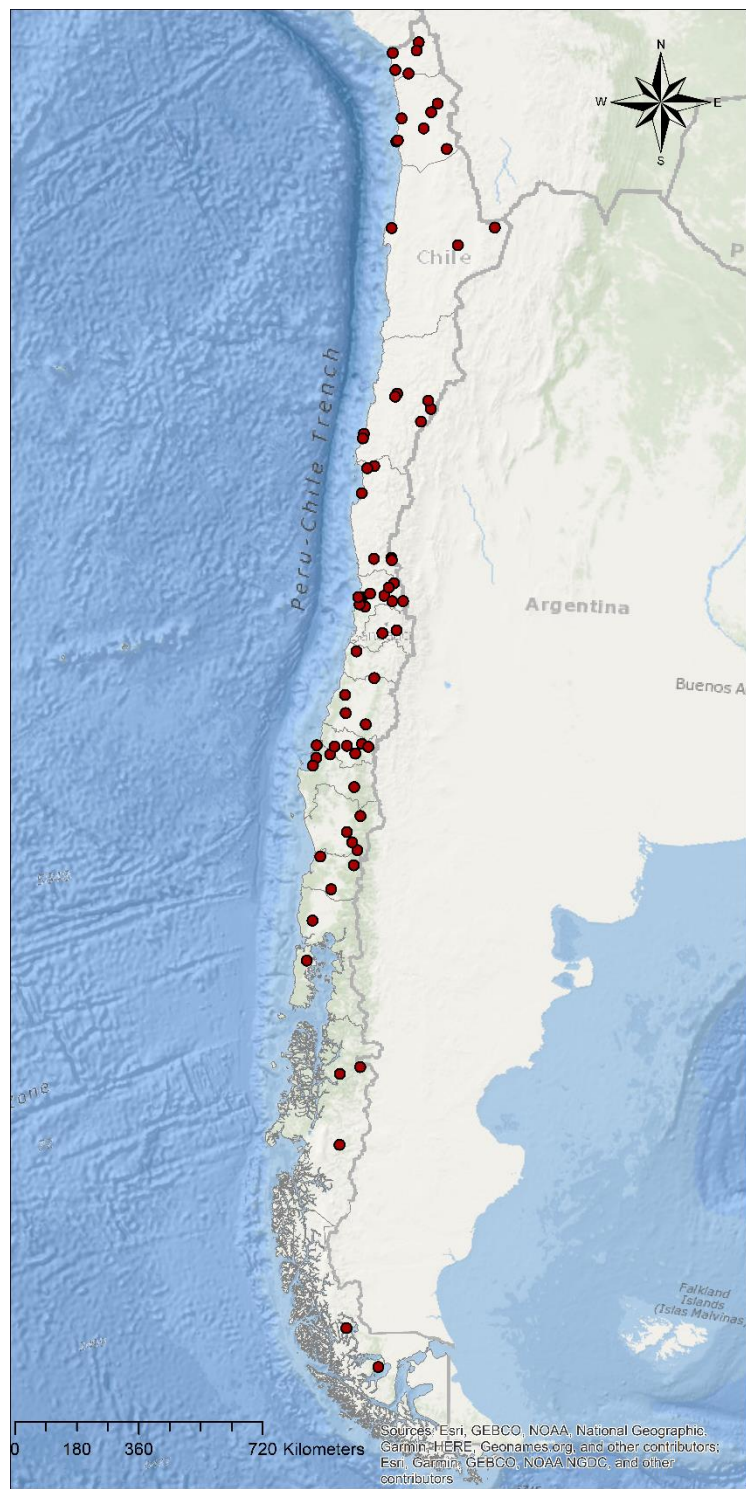 N
W E
S
Chile
P
Peru-Chile Trench
Argentina
Buenos A
Falkland
Islands
(Islas Malvinas)
0 180 360 720 Kilometers
Sources: Esri, GEBCO, NOAA, National Geographic,
Garmin, HERE, Geonames.org, and other contributors;
Esri, Garmin, GEBCO, NOAA NGDC, and other
contributors